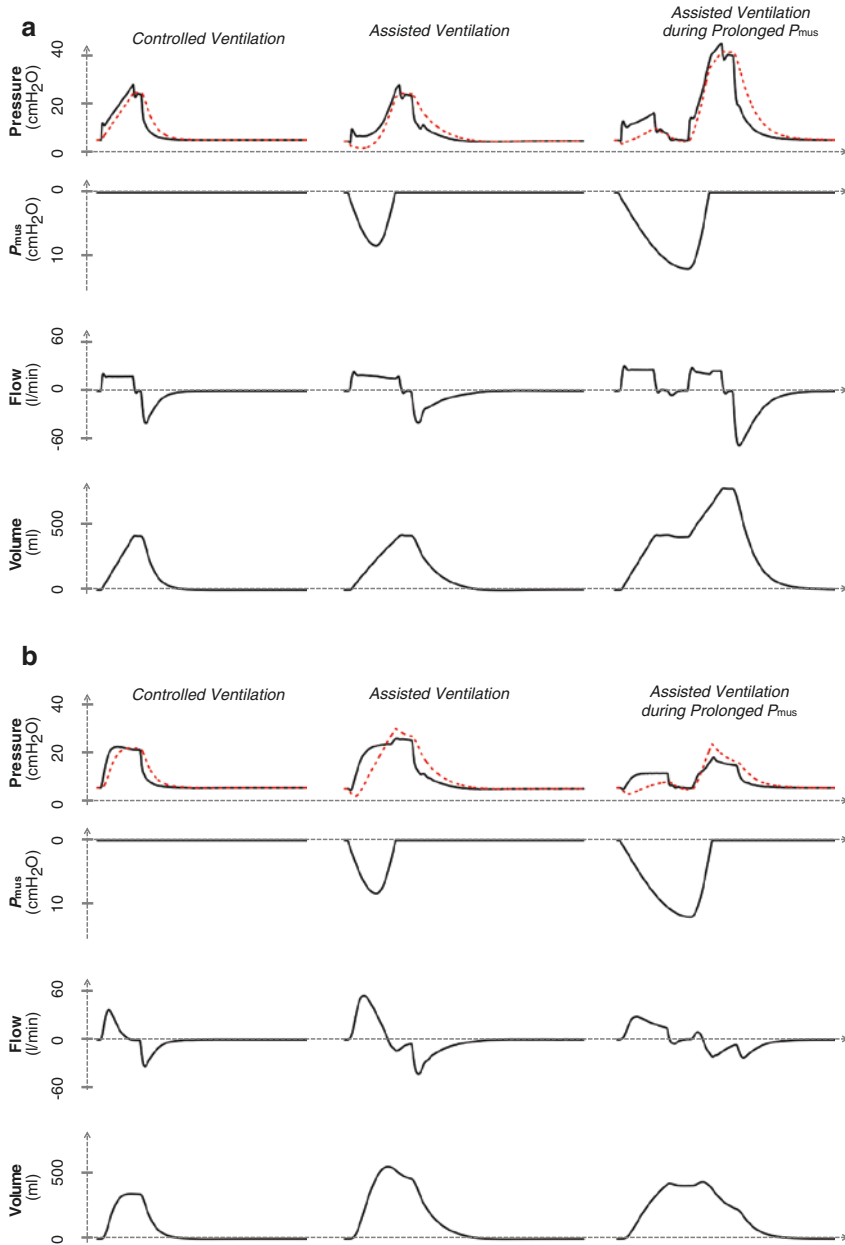 a
Controlled Ventilation
Assisted Ventilation
Assisted Ventilation
during Prolonged Pmus
Pressure
(cmH2O)
40
20
0
Pmus
(cmH2O)
0
10
Flow
(l/min)
60
0
-60
Volume
(ml)
500
0
b
Controlled Ventilation
Assisted Ventilation
Assisted Ventilation
during Prolonged Pmus
Pressure
(cmH2O)
40
20
0
Pmus
(cmH2O)
0
10
Flow
(l/min)
60
0
-60
Volume
(ml)
500
0